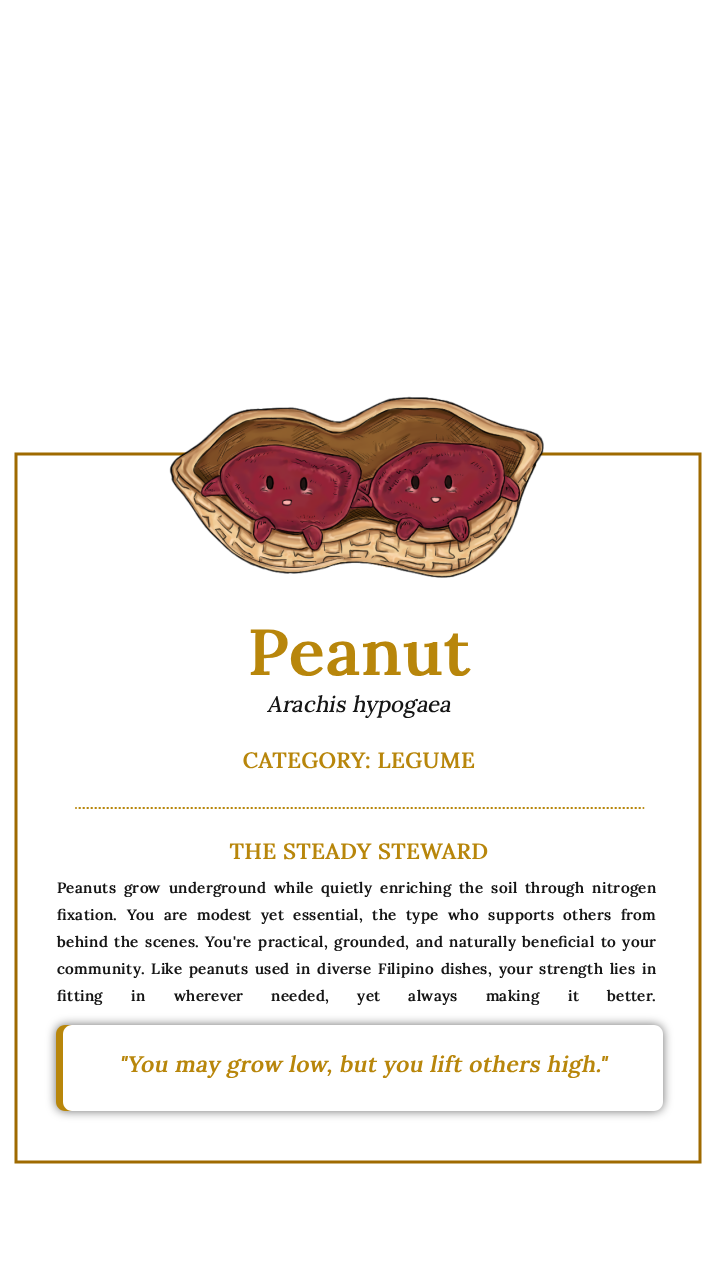 Peanut
Arachis hypogaea
CATEGORY: LEGUME
THE STEADY STEWARD
Peanuts grow underground while quietly enriching the soil through nitrogen
fixation. You are modest yet essential, the type who supports others from
behind the scenes. You're practical, grounded, and naturally beneficial to your
community. Like peanuts used in diverse Filipino dishes, your strength lies in
fitting in wherever needed, yet always making it better.
"You may grow low, but you lift others high."